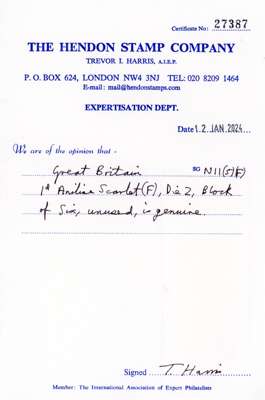 Certificate No: 27387
THE HENDON STAMP COMPANY
TREVOR I. HARRIS, A.I.E.P.
P. O. BOX 624, LONDON NW4 3NJ TEL: 020 8209 1464
E-mail: mail@hendonstamps.com
EXPERTISATION DEPT.
Date 12 JAN 2024
We are of the opinion that -
Great Britain SG N11(5)(F)
1d Aniline Scarlet (F), Die 2, Block
of Six, unused, is genuine.
Signed T. Harris
Member: The International Association of Expert Philatelists